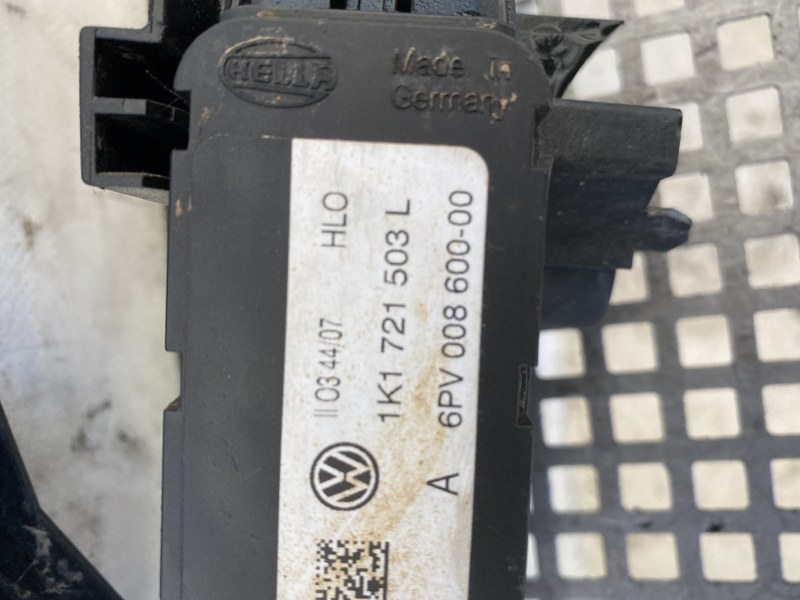 HELLA
Made In
Germany
II 03 44/07 HLO
1K1 721 503 L
A 6PV 008 600-00